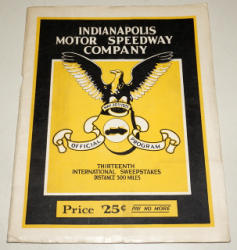 INDIANAPOLIS
MOTOR SPEEDWAY
COMPANY
OFFICIAL PROGRAM
THIRTEENTH
INTERNATIONAL SWEEPSTAKES
DISTANCE 500 MILES
Price 25¢ PAY NO MORE